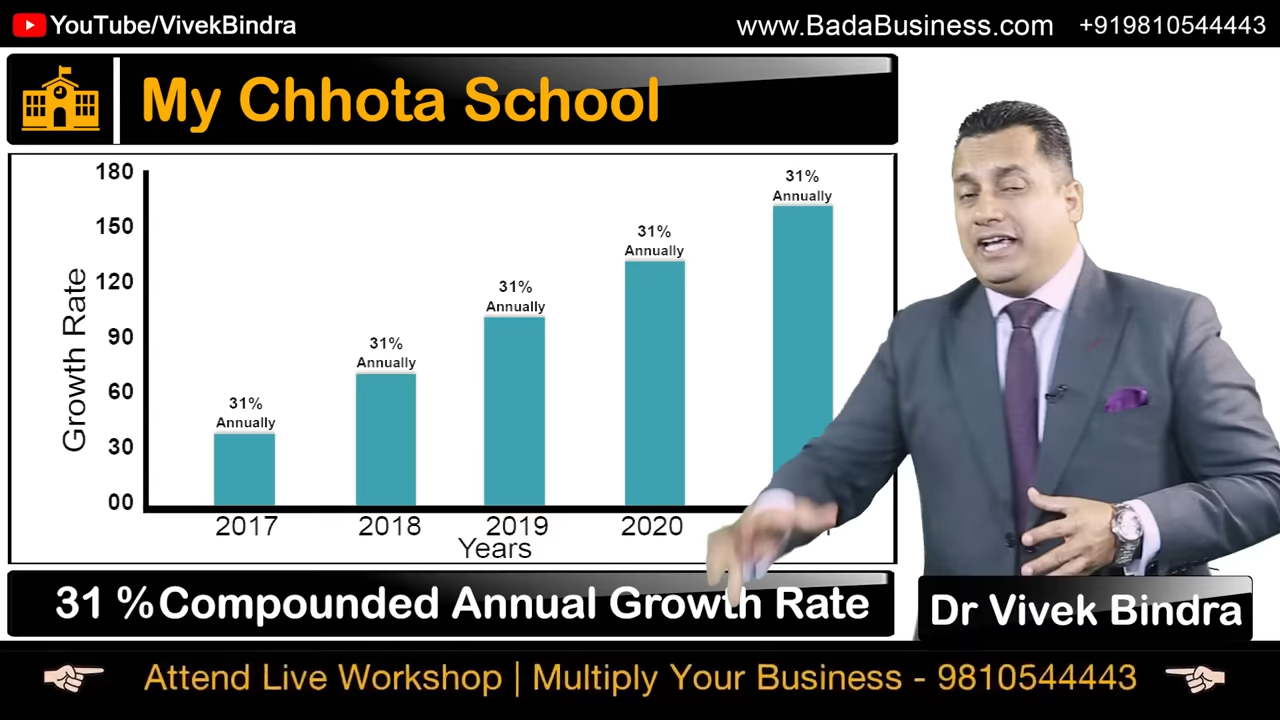 YouTube/VivekBindra
www.BadaBusiness.com
+919810544443
My Chhota School
180
150
120
90
60
30
00
Growth Rate
31%
Annually
31%
Annually
31%
Annually
31%
Annually
31%
Annually
2017
2018
2019
2020
Years
31 % Compounded Annual Growth Rate
Dr Vivek Bindra
Attend Live Workshop | Multiply Your Business - 9810544443